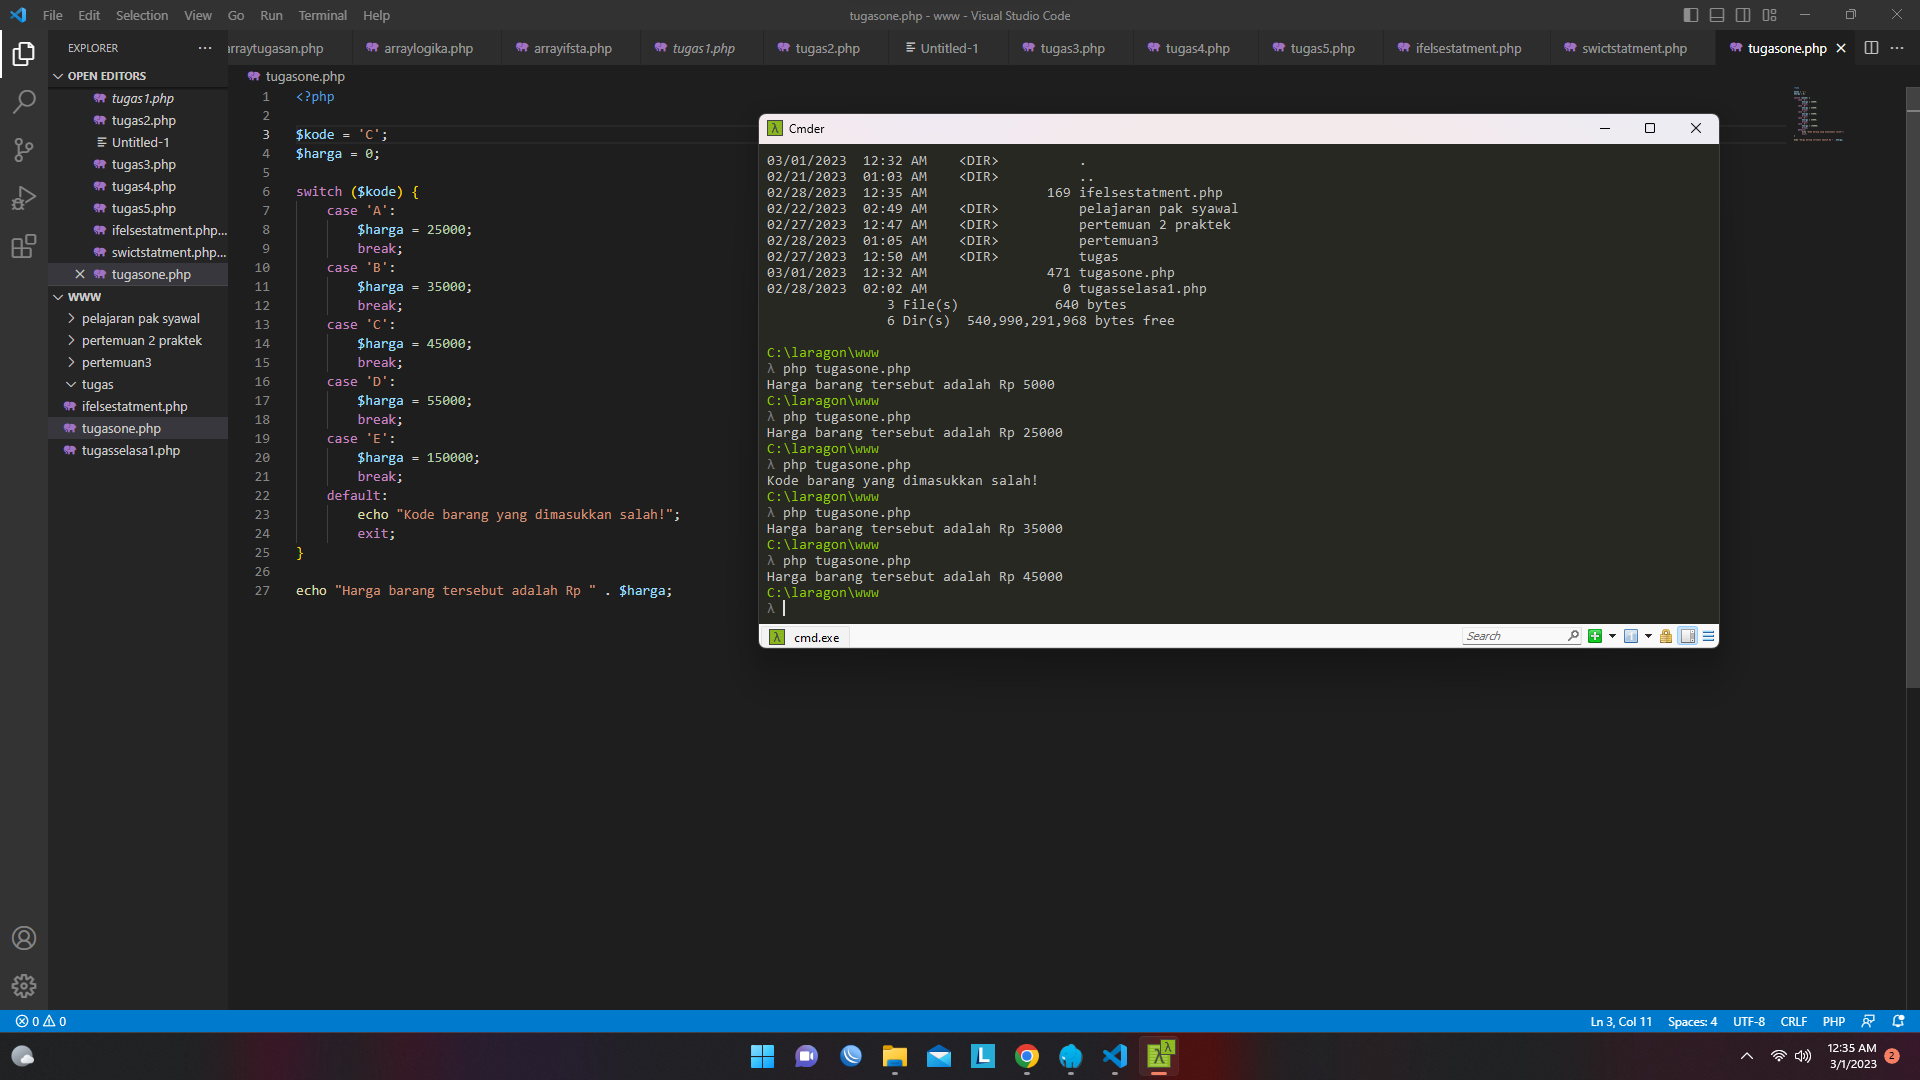 File Edit Selection View Go Run Terminal Help
tugasone.php - www - Visual Studio Code
EXPLORER
arraytugasan.php
arraylogika.php
arrayifsta.php
tugas1.php
tugas2.php
Untitled-1
tugas3.php
tugas4.php
tugas5.php
ifelsestatment.php
swictstatment.php
tugasone.php
OPEN EDITORS
tugas1.php
tugas2.php
Untitled-1
tugas3.php
tugas4.php
tugas5.php
ifelsestatment.php...
swictstatment.php...
tugasone.php
WWW
pelajaran pak syawal
pertemuan 2 praktek
pertemuan3
tugas
ifelsestatment.php
tugasone.php
tugasselasa1.php
tugasone.php
1 <?php
2
3 $kode = 'C';
4 $harga = 0;
5
6 switch ($kode) {
7 case 'A':
8 $harga = 25000;
9 break;
10 case 'B':
11 $harga = 35000;
12 break;
13 case 'C':
14 $harga = 45000;
15 break;
16 case 'D':
17 $harga = 55000;
18 break;
19 case 'E':
20 $harga = 150000;
21 break;
22 default:
23 echo "Kode barang yang dimasukkan salah!";
24 exit;
25 }
26
27 echo "Harga barang tersebut adalah Rp " . $harga;
Cmder
03/01/2023 12:32 AM <DIR> .
02/21/2023 01:03 AM <DIR> ..
02/28/2023 12:35 AM 169 ifelsestatment.php
02/22/2023 02:49 AM <DIR> pelajaran pak syawal
02/27/2023 12:47 AM <DIR> pertemuan 2 praktek
02/28/2023 01:05 AM <DIR> pertemuan3
02/27/2023 12:50 AM <DIR> tugas
03/01/2023 12:32 AM 471 tugasone.php
02/28/2023 02:02 AM 0 tugasselasa1.php
3 File(s) 640 bytes
6 Dir(s) 540,990,291,968 bytes free
C:\laragon\www
λ php tugasone.php
Harga barang tersebut adalah Rp 5000
C:\laragon\www
λ php tugasone.php
Harga barang tersebut adalah Rp 25000
C:\laragon\www
λ php tugasone.php
Kode barang yang dimasukkan salah!
C:\laragon\www
λ php tugasone.php
Harga barang tersebut adalah Rp 35000
C:\laragon\www
λ php tugasone.php
Harga barang tersebut adalah Rp 45000
C:\laragon\www
λ
cmd.exe
Search
0 0
Ln 3, Col 11 Spaces: 4 UTF-8 CRLF PHP
12:35 AM
3/1/2023
2